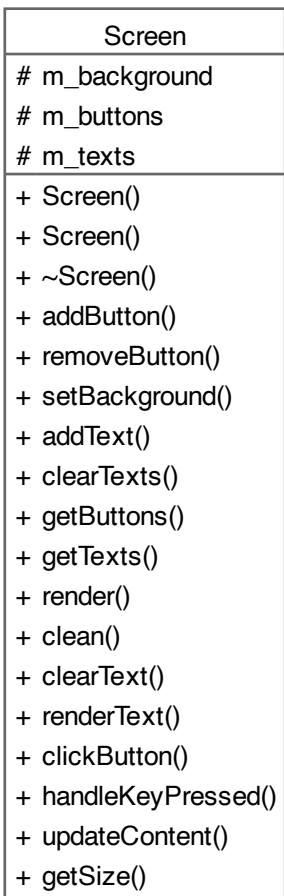 Screen
# m_background
# m_buttons
# m_texts
+ Screen()
+ Screen()
+ ~Screen()
+ addButton()
+ removeButton()
+ setBackground()
+ addText()
+ clearTexts()
+ getButtons()
+ getTexts()
+ render()
+ clean()
+ clearText()
+ renderText()
+ clickButton()
+ handleKeyPressed()
+ updateContent()
+ getSize()